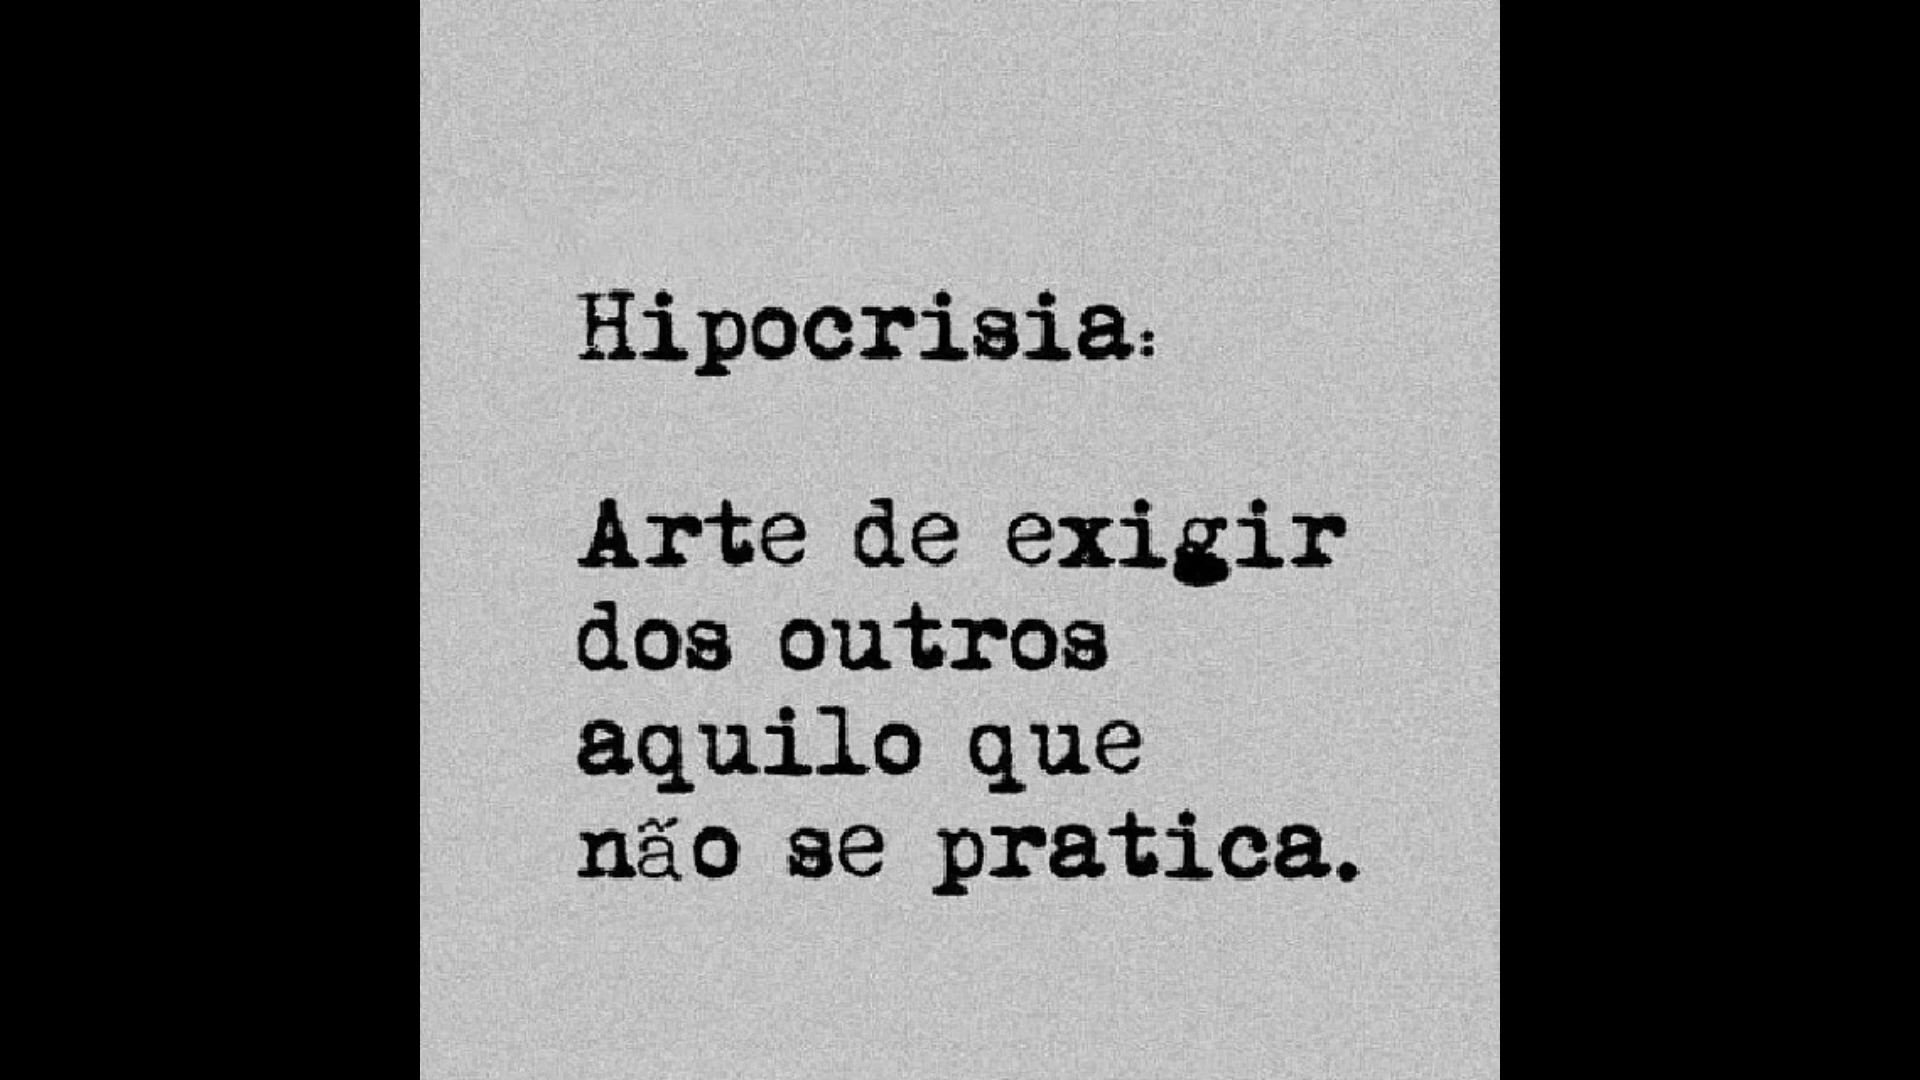 Hipocrisia:
Arte de exigir
dos outros
aquilo que
não se pratica.